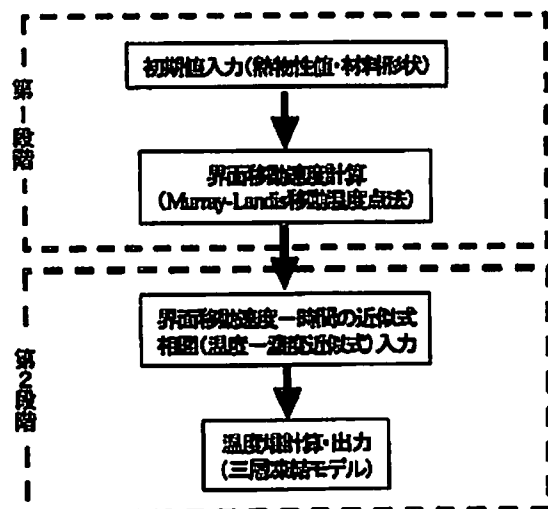 第1段階
初期値入力(熱物性値・材料形状)
界面移動速度計算
(Murray-Landis移動温度点法)
第2段階
界面移動速度ー時間の近似式
相図(温度ー濃度近似式)入力
温度場計算・出力
(三層凍結モデル)